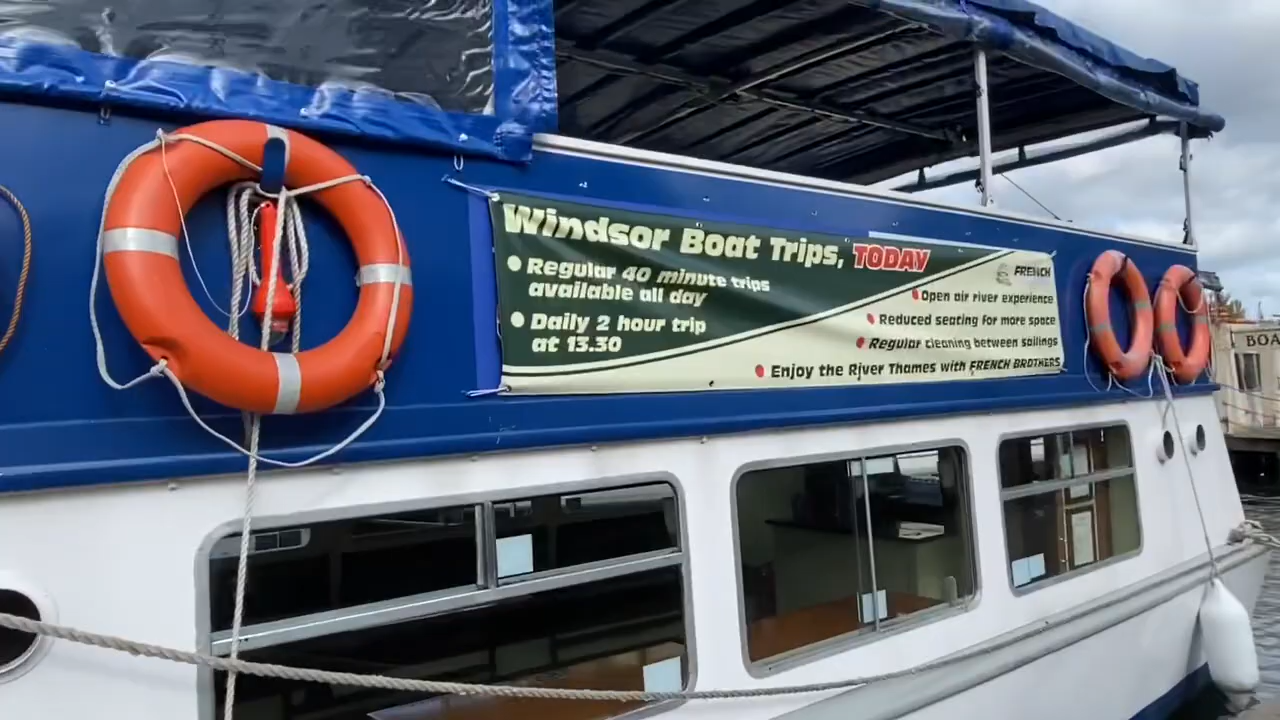 Windsor Boat Trips, TODAY
• Regular 40 minute trips
available all day
• Daily 2 hour trip
at 13.30
FRENCH
• Open air river experience
• Reduced seating for more space
• Regular cleaning between sailings
• Enjoy the River Thames with FRENCH BROTHERS
BOA